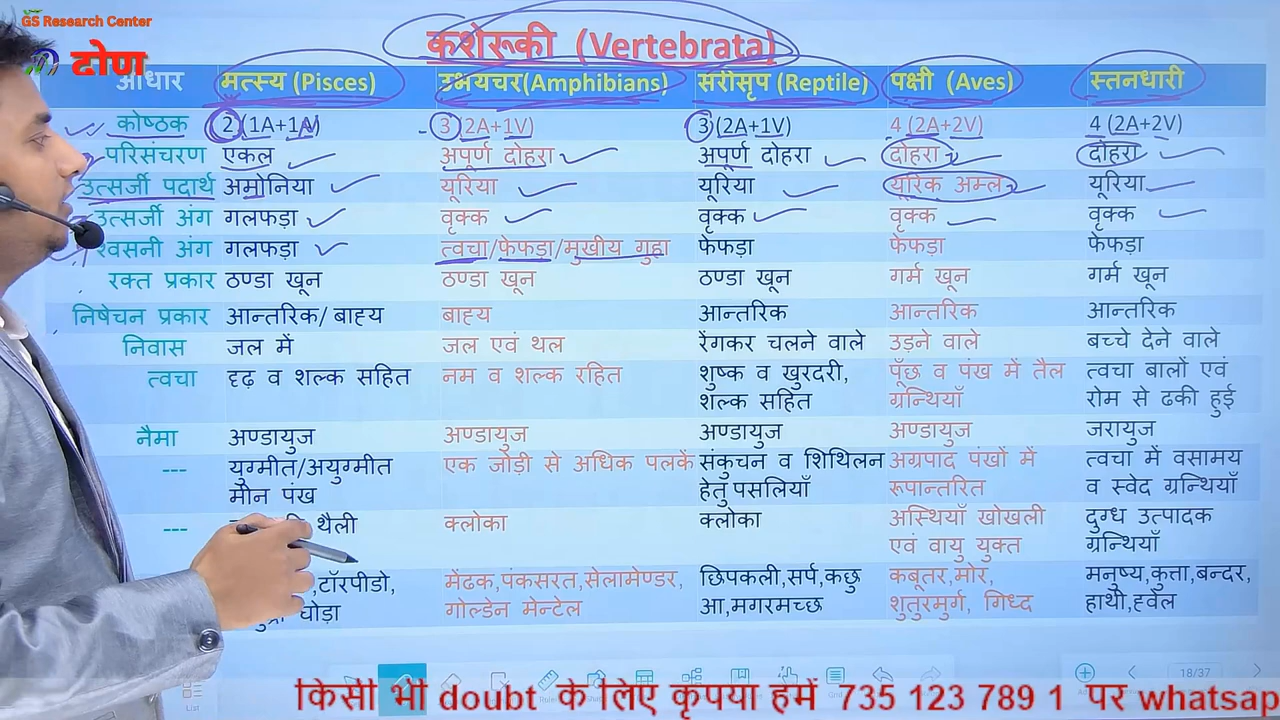 GS Research Center
ढोण
कशेरूकी (Vertebrata)
आधार मत्स्य (Pisces) उभयचर(Amphibians) सरीसृप (Reptile) पक्षी (Aves) स्तनधारी
कोष्ठक 2 (1A+1V) 3 (2A+1V) 3 (2A+1V) 4 (2A+2V) 4 (2A+2V)
परिसंचरण एकल अपूर्ण दोहरा अपूर्ण दोहरा दोहरा दोहरा
उत्सर्जी पदार्थ अमोनिया यूरिया यूरिया यूरिक अम्ल यूरिया
उत्सर्जी अंग गलफड़ा वृक्क वृक्क वृक्क वृक्क
श्वसनी अंग गलफड़ा त्वचा/फेफड़ा/मुखीय गुहा फेफड़ा फेफड़ा फेफड़ा
रक्त प्रकार ठण्डा खून ठण्डा खून ठण्डा खून गर्म खून गर्म खून
निषेचन प्रकार आन्तरिक/ बाह्य बाह्य आन्तरिक आन्तरिक आन्तरिक
निवास जल में जल एवं थल रेंगकर चलने वाले उड़ने वाले बच्चे देने वाले
त्वचा दृढ़ व शल्क सहित नम व शल्क रहित शुष्क व खुरदरी, पूँछ व पंख में तैल त्वचा बालों एवं
शल्क सहित ग्रन्थियाँ रोम से ढकी हुई
नैमा अण्डायुज अण्डायुज अण्डायुज अण्डायुज जरायुज
--- युग्मीत/अयुग्मीत एक जोड़ी से अधिक पलकें संकुचन व शिथिलन अग्रपाद पंखों में त्वचा में वसामय
मीन पंख हेतु पसलियाँ रूपान्तरित व स्वेद ग्रन्थियाँ
--- थैली क्लोका क्लोका अस्थियाँ खोखली दुग्ध उत्पादक
एवं वायु युक्त ग्रन्थियाँ
,टॉरपीडो, मेंढक,पंकसरत,सेलामेण्डर, छिपकली,सर्प,कछु कबूतर,मोर, मनुष्य,कुत्ता,बन्दर,
घोड़ा गोल्डेन मेन्टेल आ,मगरमच्छ शुतुरमुर्ग, गिध्द हाथी,ह्वेल
18/37
किसी भी doubt के लिए कृपया हमें 735 123 789 1 पर whatsap